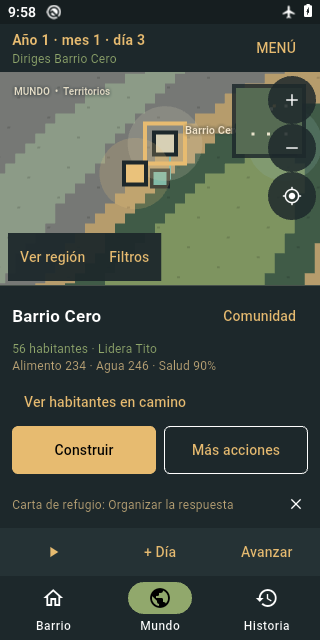 9:58
Año 1 · mes 1 · día 3
Diriges Barrio Cero
MENÚ
MUNDO • Territorios
Barrio Ce
Ver región
Filtros
Barrio Cero
Comunidad
56 habitantes · Lidera Tito
Alimento 234 · Agua 246 · Salud 90%
Ver habitantes en camino
Construir
Más acciones
Carta de refugio: Organizar la respuesta
+ Día
Avanzar
Barrio
Mundo
Historia